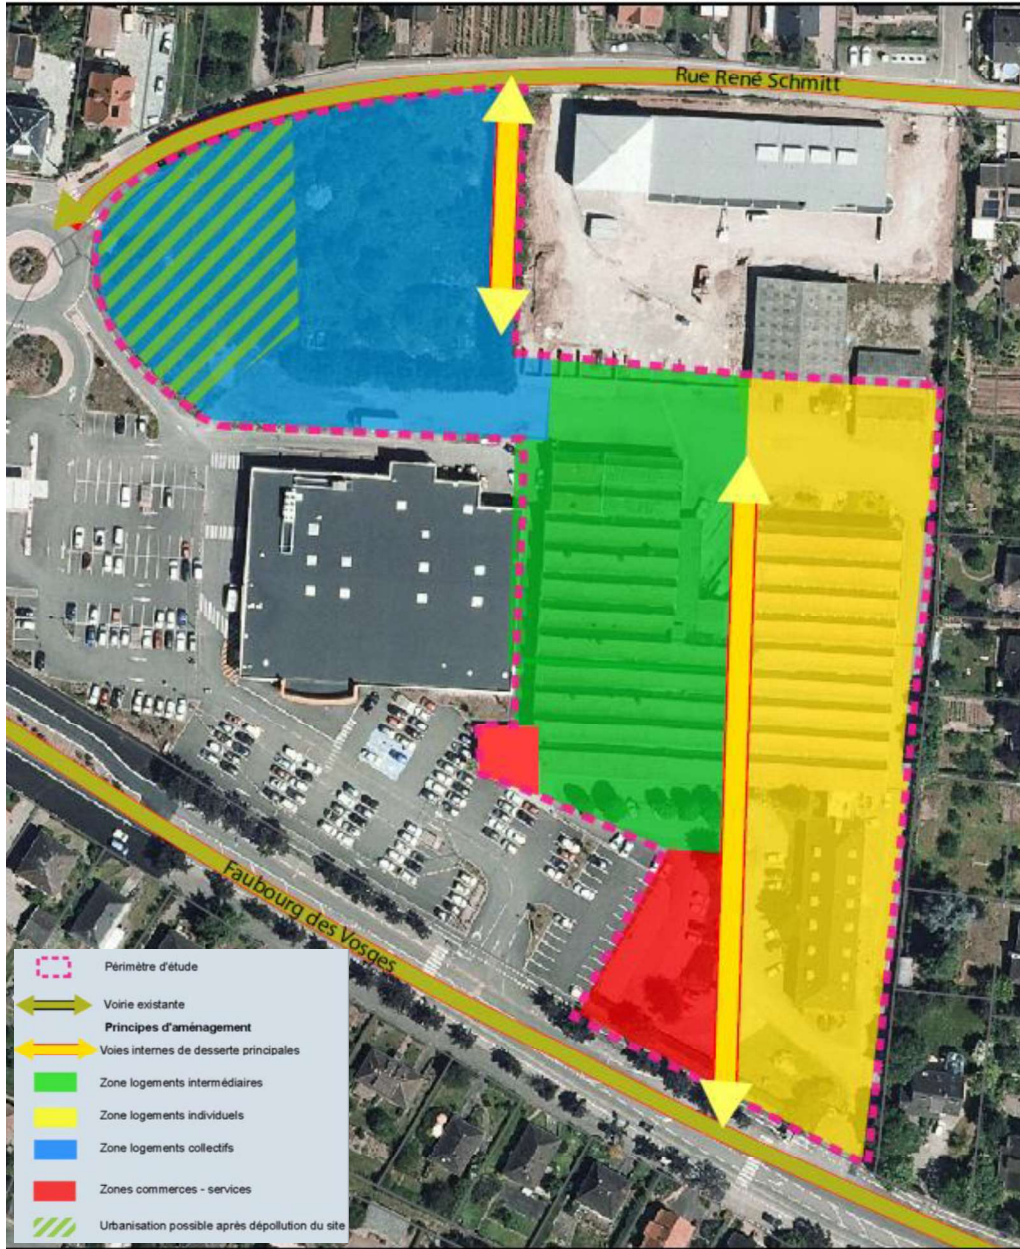 Rue René Schmitt
Faubourg des Vosges
Périmètre d'étude
Voirie existante
Principes d'aménagement
Voies internes de desserte principales
Zone logements intermédiaires
Zone logements individuels
Zone logements collectifs
Zones commerces - services
Urbanisation possible après dépollution du site